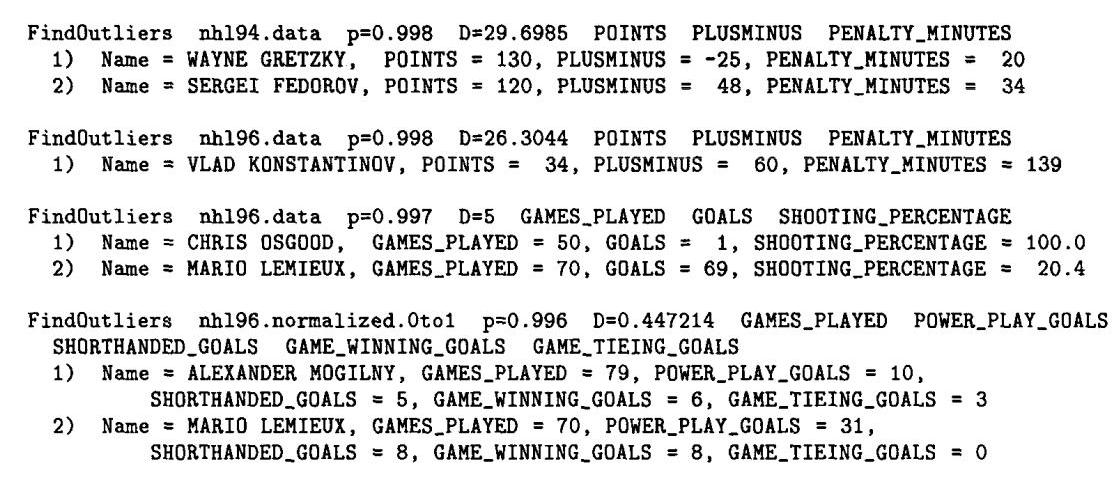 FindOutliers nhl94.data p=0.998 D=29.6985 POINTS PLUSMINUS PENALTY_MINUTES
1) Name = WAYNE GRETZKY, POINTS = 130, PLUSMINUS = -25, PENALTY_MINUTES = 20
2) Name = SERGEI FEDOROV, POINTS = 120, PLUSMINUS = 48, PENALTY_MINUTES = 34
FindOutliers nhl96.data p=0.998 D=26.3044 POINTS PLUSMINUS PENALTY_MINUTES
1) Name = VLAD KONSTANTINOV, POINTS = 34, PLUSMINUS = 60, PENALTY_MINUTES = 139
FindOutliers nhl96.data p=0.997 D=5 GAMES_PLAYED GOALS SHOOTING_PERCENTAGE
1) Name = CHRIS OSGOOD, GAMES_PLAYED = 50, GOALS = 1, SHOOTING_PERCENTAGE = 100.0
2) Name = MARIO LEMIEUX, GAMES_PLAYED = 70, GOALS = 69, SHOOTING_PERCENTAGE = 20.4
FindOutliers nhl96.normalized.0to1 p=0.996 D=0.447214 GAMES_PLAYED POWER_PLAY_GOALS
SHORTHANDED_GOALS GAME_WINNING_GOALS GAME_TIEING_GOALS
1) Name = ALEXANDER MOGILNY, GAMES_PLAYED = 79, POWER_PLAY_GOALS = 10,
SHORTHANDED_GOALS = 5, GAME_WINNING_GOALS = 6, GAME_TIEING_GOALS = 3
2) Name = MARIO LEMIEUX, GAMES_PLAYED = 70, POWER_PLAY_GOALS = 31,
SHORTHANDED_GOALS = 8, GAME_WINNING_GOALS = 8, GAME_TIEING_GOALS = 0